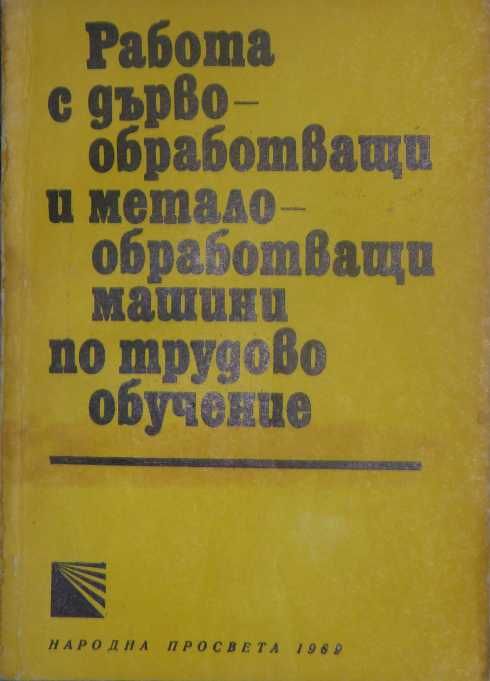 Работа
с дърво–
обработващи
и метало–
обработващи
машини
по трудово
обучение
НАРОДНА ПРОСВЕТА 1969